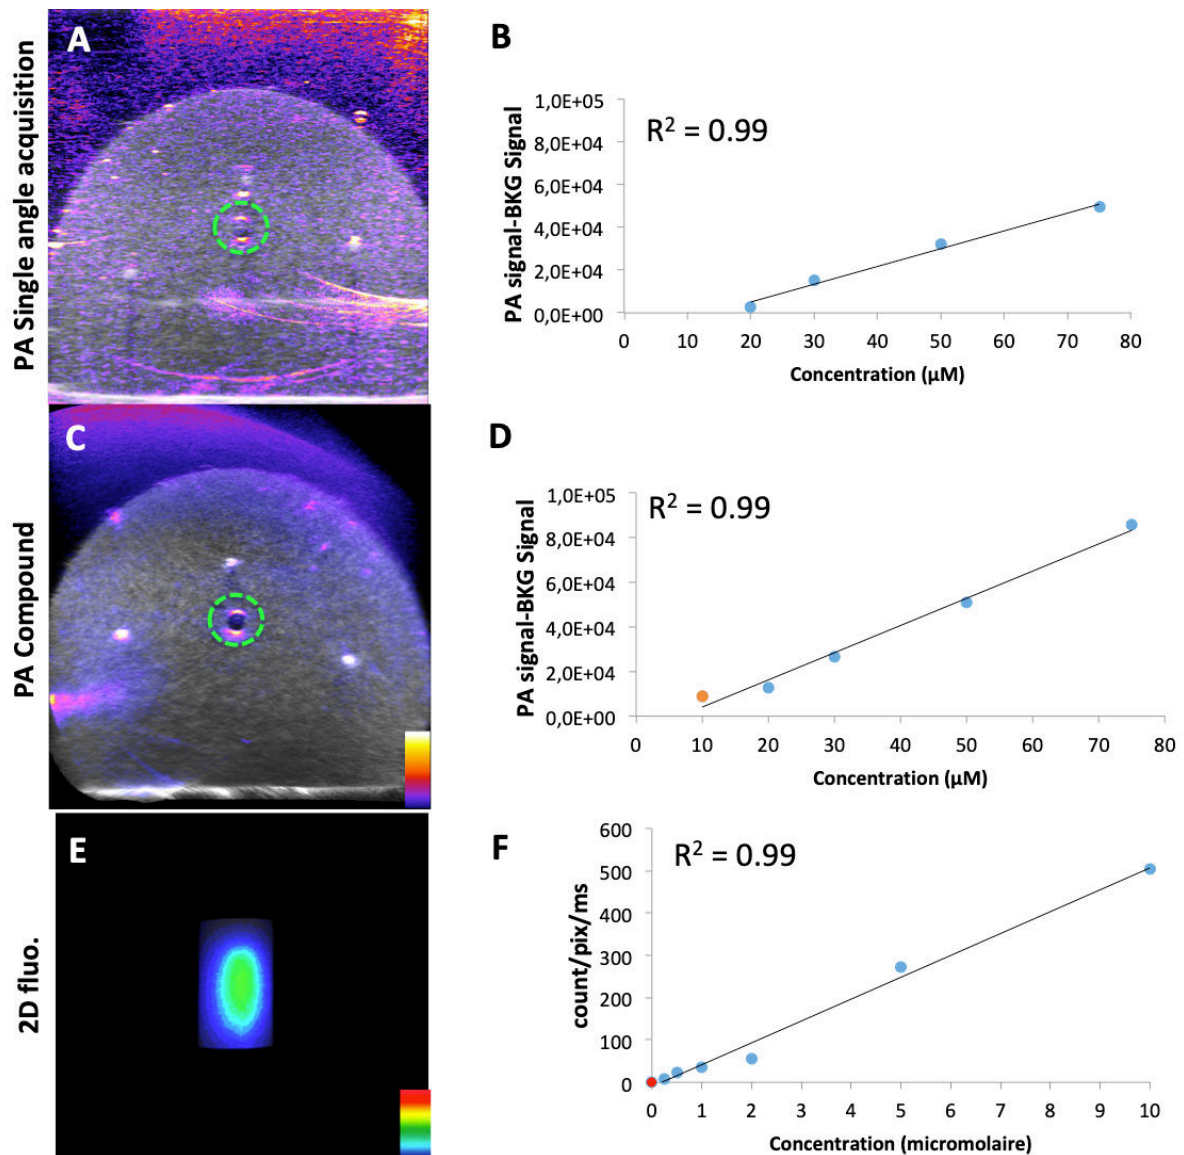 PA Single angle acquisition
A
B
R² = 0.99
PA signal-BKG Signal
1,0E+05
8,0E+04
6,0E+04
4,0E+04
2,0E+04
0,0E+00
0 10 20 30 40 50 60 70 80
Concentration (µM)
PA Compound
C
D
R² = 0.99
PA signal-BKG Signal
1,0E+05
8,0E+04
6,0E+04
4,0E+04
2,0E+04
0,0E+00
0 10 20 30 40 50 60 70 80
Concentration (µM)
2D fluo.
E
F
R² = 0.99
count/pix/ms
600
500
400
300
200
100
0
0 1 2 3 4 5 6 7 8 9 10
Concentration (micromolaire)